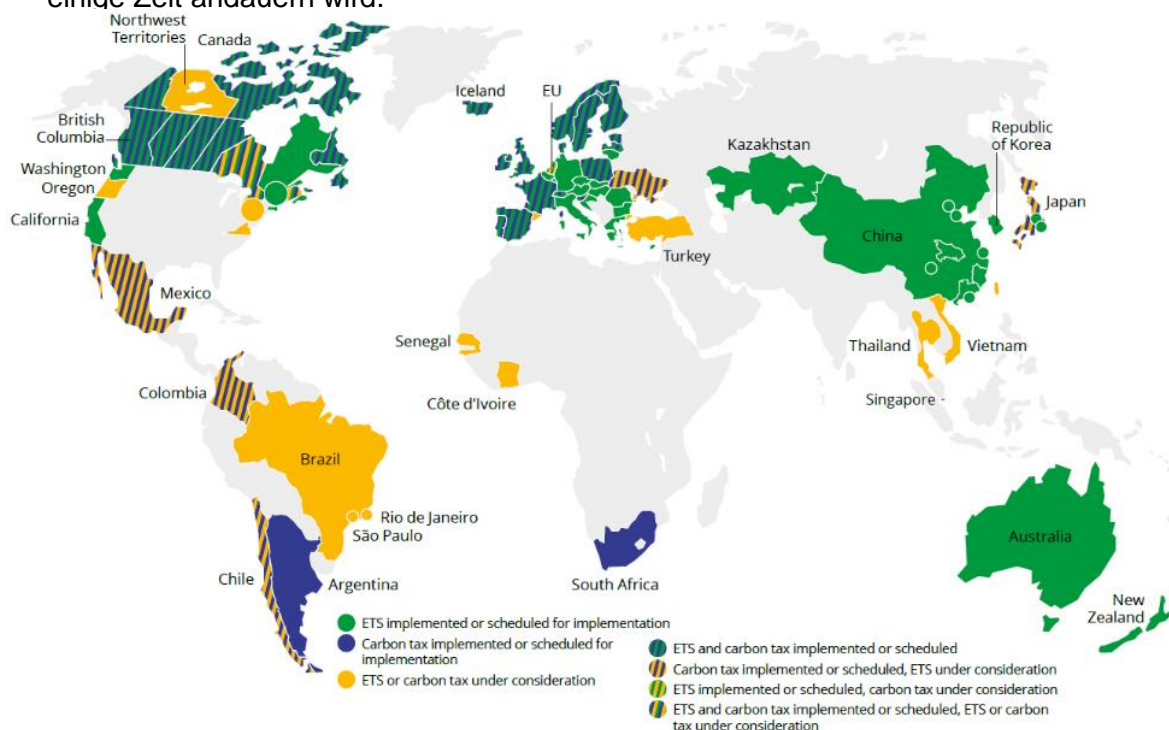 einige Zeit andauern wird.
Northwest
Territories
Canada
Iceland
EU
British
Columbia
Kazakhstan
Republic
of Korea
Washington
Oregon
Japan
California
China
Turkey
Mexico
Senegal
Thailand
Vietnam
Colombia
Côte d'Ivoire
Singapore
Brazil
Rio de Janeiro
São Paulo
Australia
Chile
Argentina
South Africa
New
Zealand
ETS implemented or scheduled for implementation
Carbon tax implemented or scheduled for
implementation
ETS or carbon tax under consideration
ETS and carbon tax implemented or scheduled
Carbon tax implemented or scheduled, ETS under consideration
ETS implemented or scheduled, carbon tax under consideration
ETS and carbon tax implemented or scheduled, ETS or carbon
tax under consideration